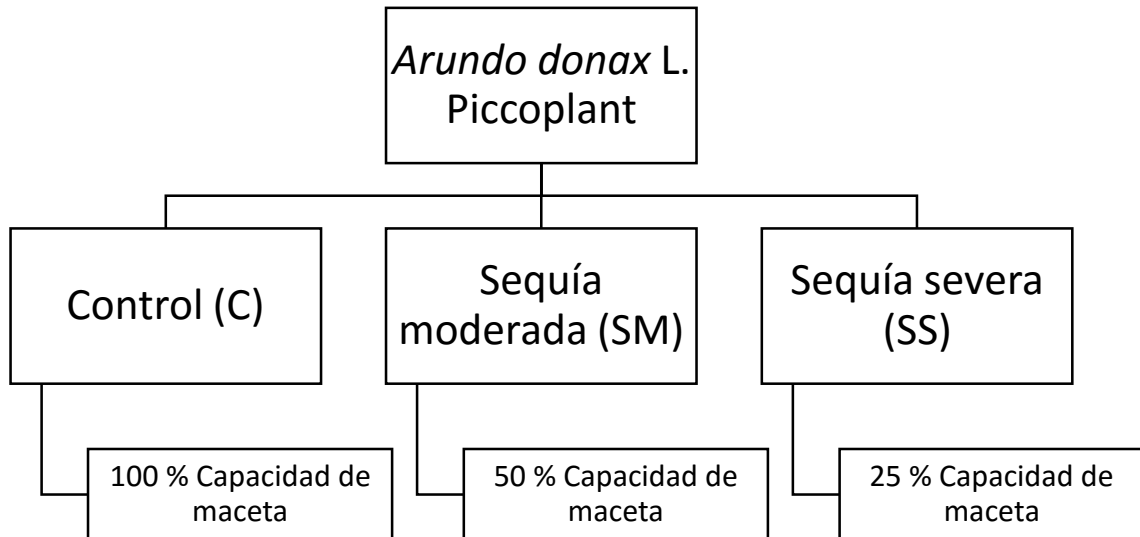 Arundo donax L.
Piccoplant
Control (C)
Sequía
moderada (SM)
Sequía severa
(SS)
100 % Capacidad de
maceta
50 % Capacidad de
maceta
25 % Capacidad de
maceta